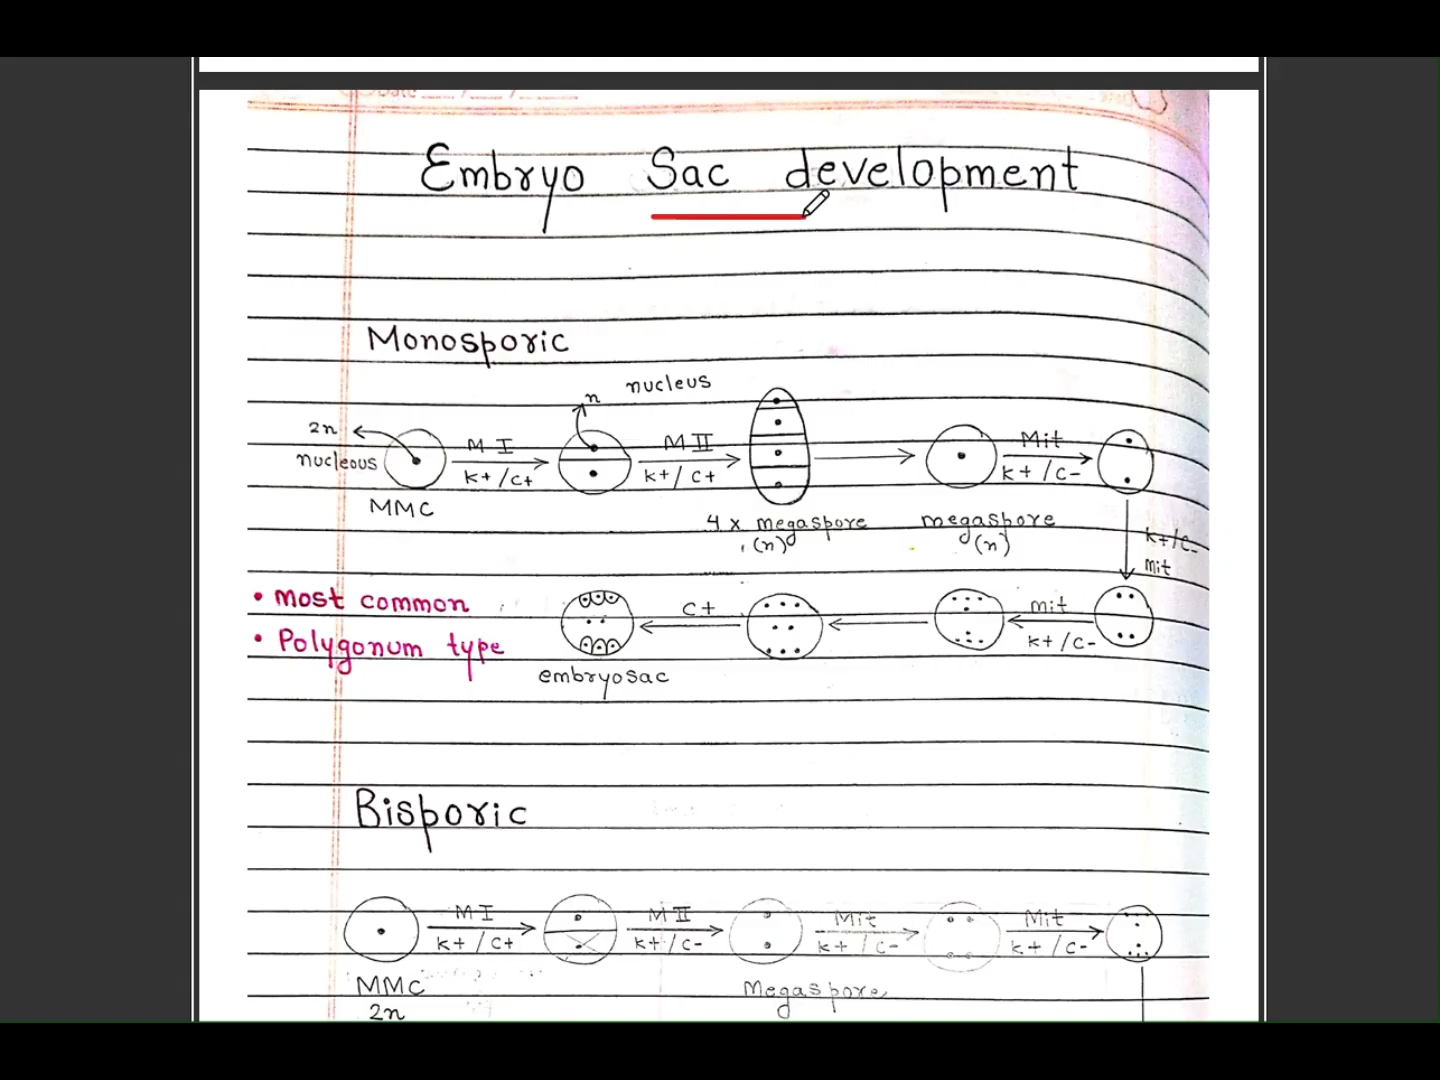 Date
Embryo Sac development
Monosporic
n nucleus
2n
nucleous
M I
k+/c+
M II
k+/ c+
Mit
k+/c-
MMC
4 x megaspore
(n)
megaspore
(n)
k+/c-
mit
• most common
• Polygonum type
c+
mit
k+/c-
embryosac
Bisporic
M I
k+/c+
M II
k+/c-
Mit
k+/c-
Mit
k+/c-
MMC
2n
Megaspore